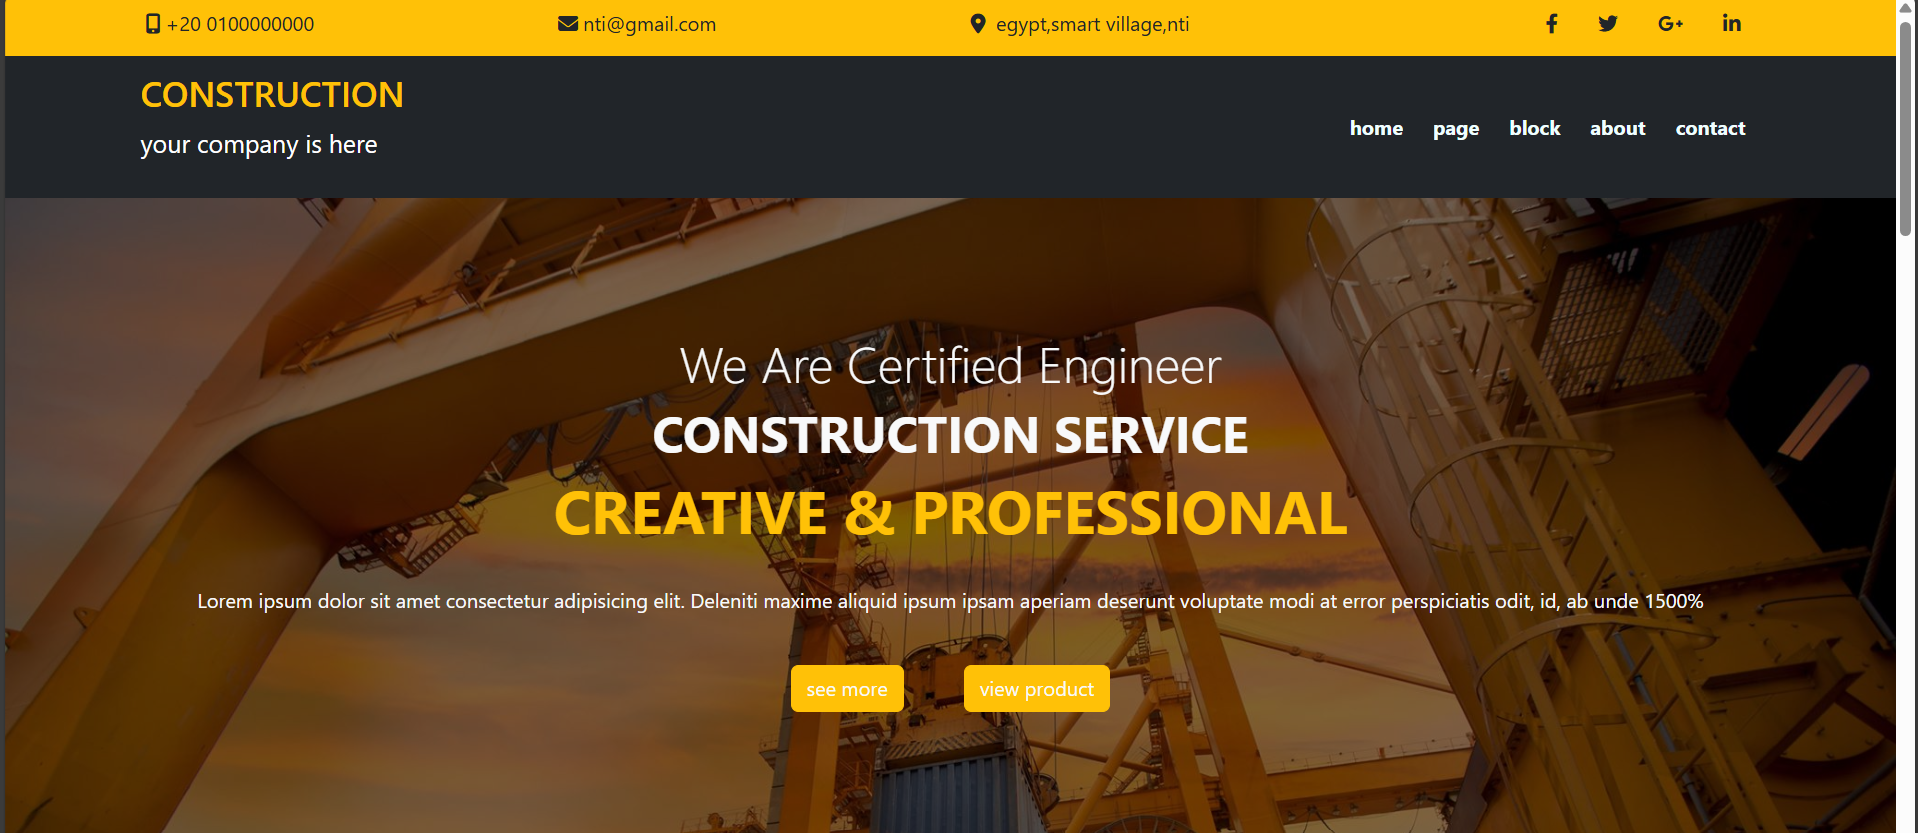 +20 0100000000
nti@gmail.com
egypt,smart village,nti
CONSTRUCTION
your company is here
home
page
block
about
contact
We Are Certified Engineer
CONSTRUCTION SERVICE
CREATIVE & PROFESSIONAL
Lorem ipsum dolor sit amet consectetur adipisicing elit. Deleniti maxime aliquid ipsum ipsam aperiam deserunt voluptate modi at error perspiciatis odit, id, ab unde 1500%
see more
view product